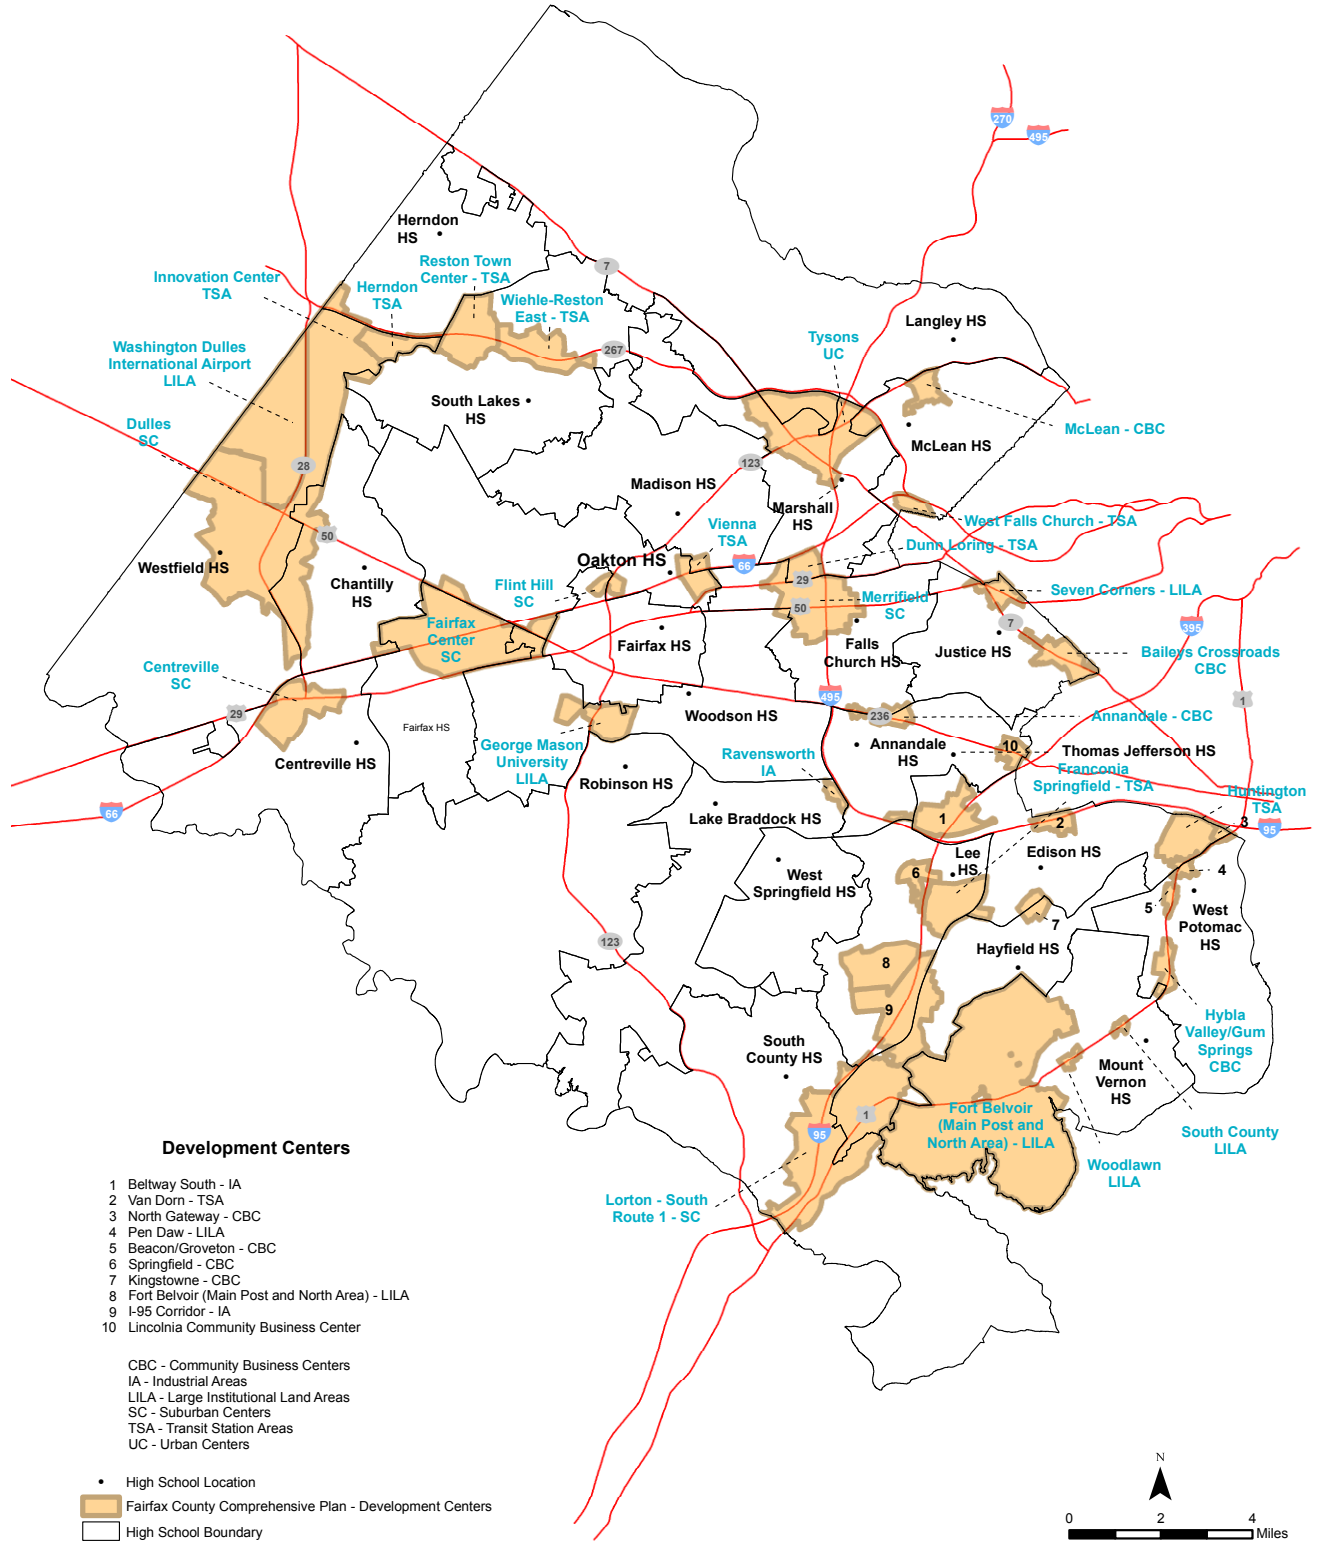 270
495
Herndon
HS
7
Reston Town
Center - TSA
Innovation Center
TSA
Herndon
TSA
Wiehle-Reston
East - TSA
Langley HS
Tysons
UC
Washington Dulles
International Airport
LILA
267
South Lakes
HS
Dulles
SC
McLean - CBC
McLean HS
28
123
Madison HS
Marshall
HS
West Falls Church - TSA
Vienna
TSA
50
Dunn Loring - TSA
Oakton HS
66
Westfield HS
Chantilly
HS
Flint Hill
SC
29
Seven Corners - LILA
50
Merrifield
SC
7
395
Fairfax
Center
SC
Fairfax HS
Falls
Church HS
Justice HS
Baileys Crossroads
CBC
Centreville
SC
495
1
29
Fairfax HS
Woodson HS
236
Annandale - CBC
George Mason
University
LILA
Ravensworth
IA
Annandale
HS
10
Thomas Jefferson HS
Centreville HS
Robinson HS
Franconia
Springfield - TSA
Huntington
TSA
66
Lake Braddock HS
1
2
3
95
Lee
HS
Edison HS
West
Springfield HS
6
4
5
7
West
Potomac
HS
123
Hayfield HS
8
9
Hybla
Valley/Gum
Springs
CBC
South
County HS
Mount
Vernon
HS
1
95
Fort Belvoir
(Main Post and
North Area) - LILA
South County
LILA
Woodlawn
LILA
Lorton - South
Route 1 - SC
Development Centers
1 Beltway South - IA
2 Van Dorn - TSA
3 North Gateway - CBC
4 Pen Daw - LILA
5 Beacon/Groveton - CBC
6 Springfield - CBC
7 Kingstowne - CBC
8 Fort Belvoir (Main Post and North Area) - LILA
9 I-95 Corridor - IA
10 Lincolnia Community Business Center
CBC - Community Business Centers
IA - Industrial Areas
LILA - Large Institutional Land Areas
SC - Suburban Centers
TSA - Transit Station Areas
UC - Urban Centers
High School Location
Fairfax County Comprehensive Plan - Development Centers
High School Boundary
N
0 2 4
Miles